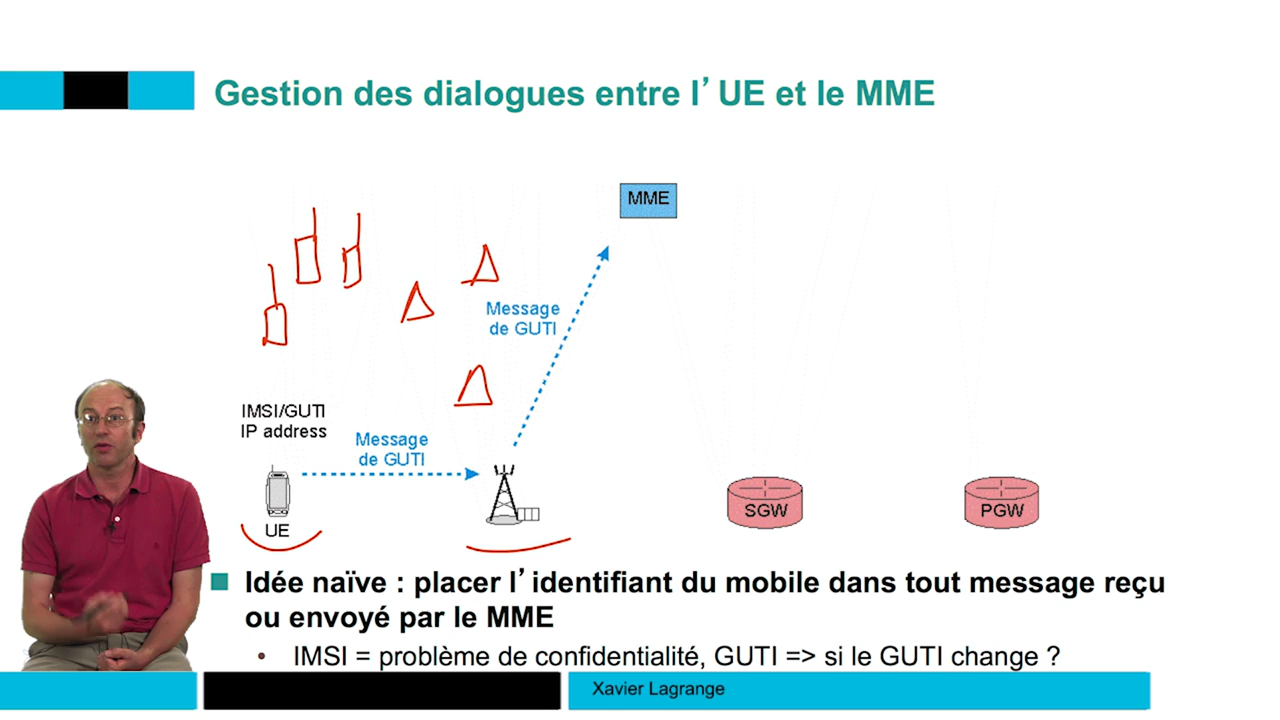 Gestion des dialogues entre l’UE et le MME
MME
Message
de GUTI
IMSI/GUTI
IP address
Message
de GUTI
UE
SGW
PGW
Idée naïve : placer l’identifiant du mobile dans tout message reçu
ou envoyé par le MME
• IMSI = problème de confidentialité, GUTI => si le GUTI change ?
Xavier Lagrange